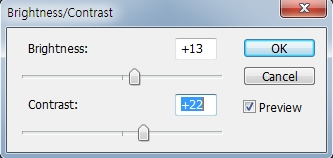 Brightness/Contrast
Brightness: +13 OK
Cancel
Contrast: +22 Preview